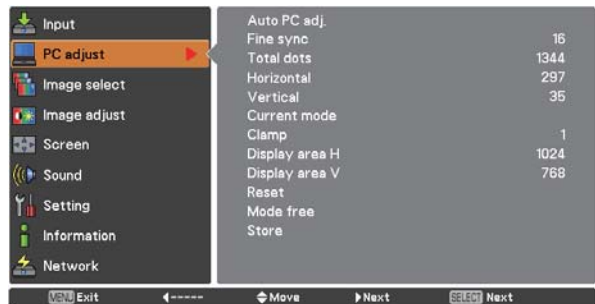 Input
PC adjust
Image select
Image adjust
Screen
Sound
Setting
Information
Network
Auto PC adj.
Fine sync 16
Total dots 1344
Horizontal 297
Vertical 35
Current mode
Clamp 1
Display area H 1024
Display area V 768
Reset
Mode free
Store
MENU Exit ◀----- ◆Move ▶Next SELECT Next